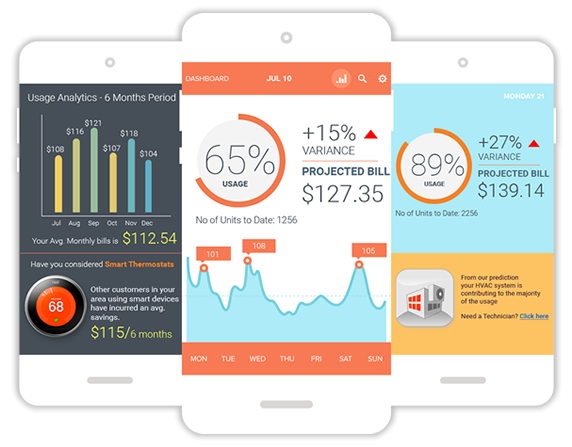 Usage Analytics - 6 Months Period
$108
$116
$121
$107
$118
$104
Jul Aug Sep Oct Nov Dec
Your Avg. Monthly bills is $112.54
Have you considered Smart Thermostats
68
Other customers in your
area using smart devices
have incurred an avg.
savings.
$115/6 months
DASHBOARD JUL 10
65%
USAGE
+15%
VARIANCE
PROJECTED BILL
$127.35
No of Units to Date: 1256
101
108
105
MON TUE WED THU FRI SAT SUN
MONDAY 21
89%
USAGE
+27%
VARIANCE
PROJECTED BILL
$139.14
No of Units to Date: 2256
From our prediction
your HVAC system is
contributing to the majority
of the usage
Need a Technician? Click here